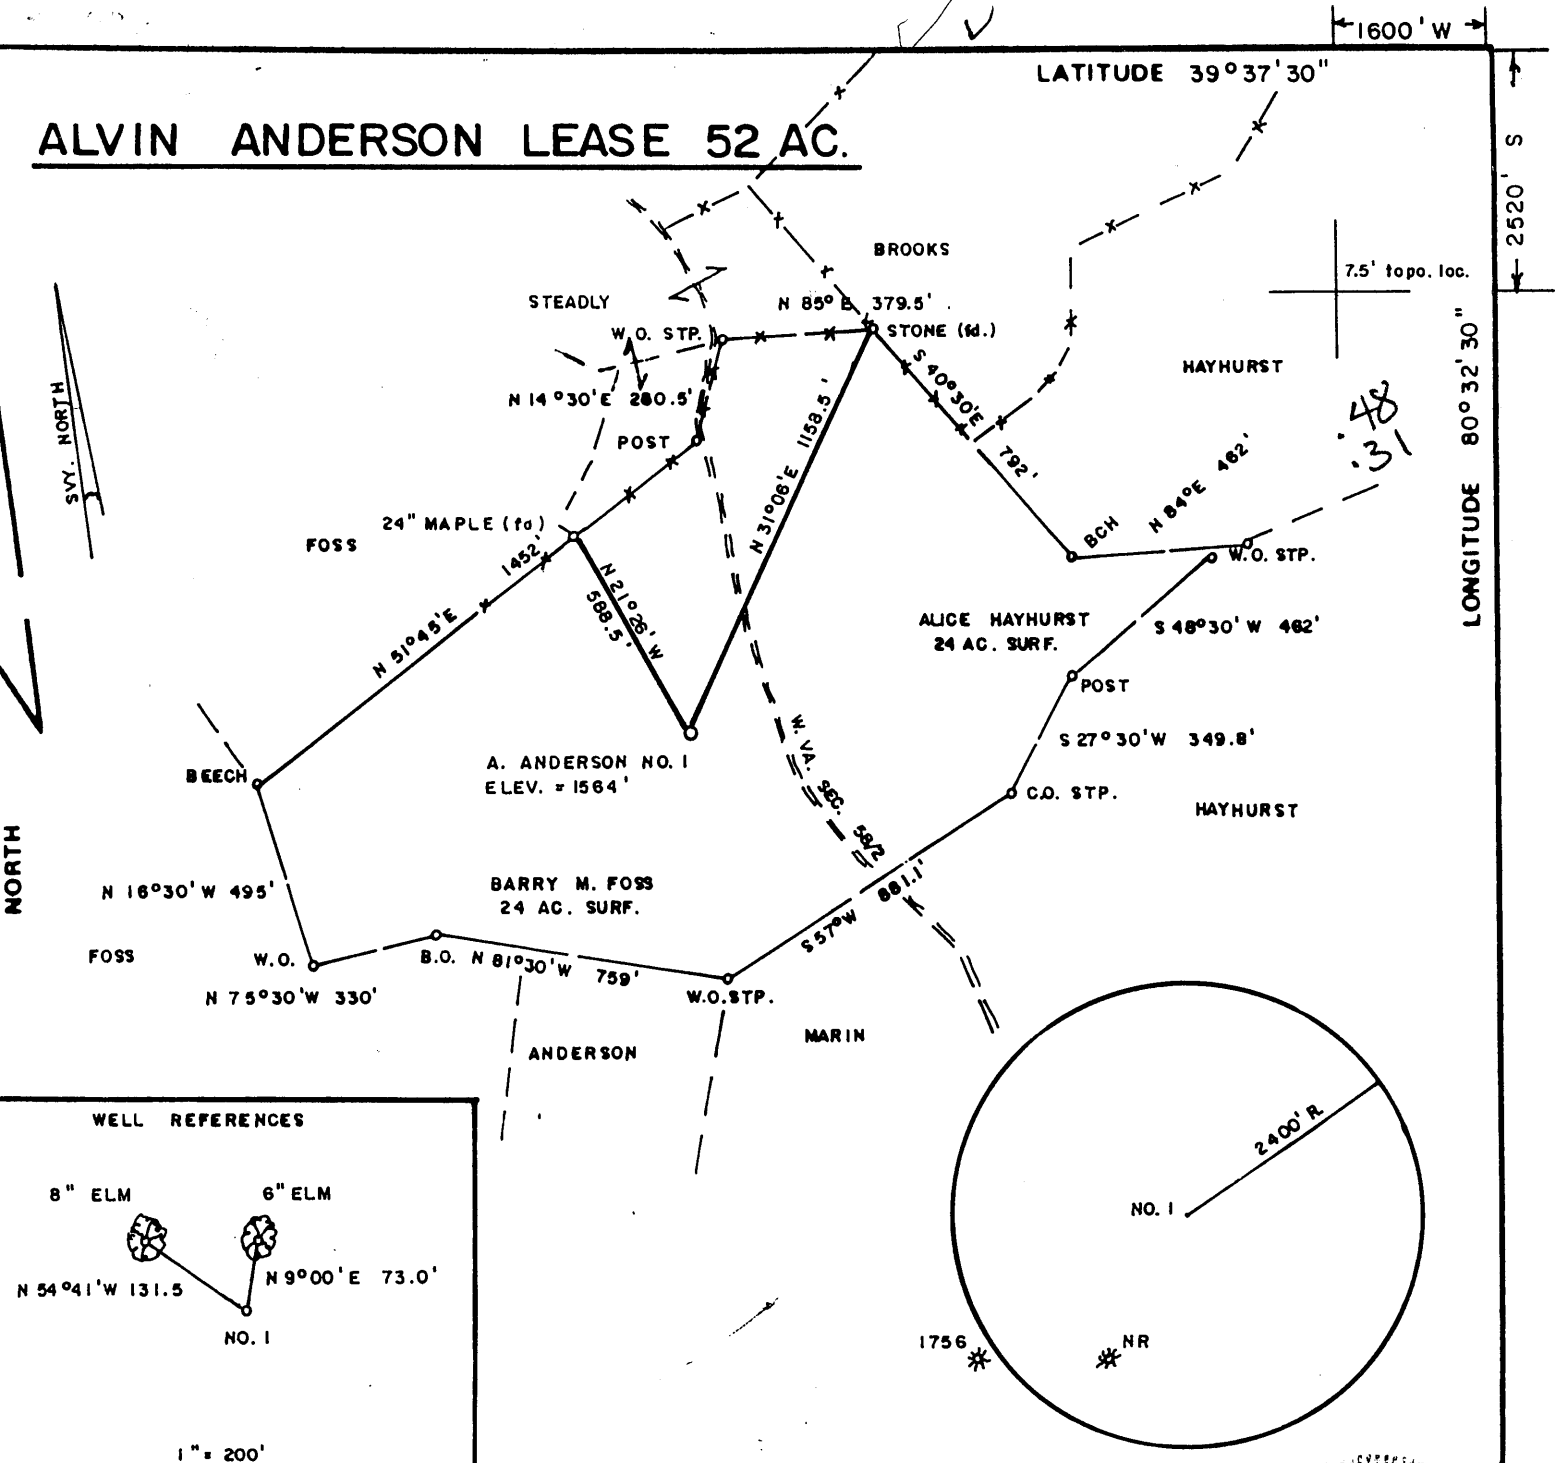 1600' W
LATITUDE 39°37'30"
ALVIN ANDERSON LEASE 52 AC.
2520' S
7.5' topo. loc.
BROOKS
STEADLY
N 85° E 379.5'
W.O. STP.
STONE (fd.)
S 40°30'E 792'
HAYHURST
LONGITUDE 80°32'30"
.48
.31
SVY. NORTH
N 14°30'E 280.5'
POST
N 31°06'E 1158.5'
N 84°E 462'
BCH
W.O. STP.
24" MAPLE (fd)
FOSS
N 51°45'E 1452'
N 21°26'W
588.5'
ALICE HAYHURST
24 AC. SURF.
S 48°30' W 462'
POST
S 27°30'W 349.8'
W. VA. SEC. 58/2
A. ANDERSON NO. 1
ELEV. = 1564'
BEECH
C.O. STP.
HAYHURST
NORTH
N 16°30'W 495'
BARRY M. FOSS
24 AC. SURF.
S 57°W 881.1'
FOSS
W.O.
B.O.
N 81°30'W 759'
N 75°30'W 330'
W.O.STP.
MARIN
ANDERSON
WELL REFERENCES
8" ELM
6" ELM
N 54°41'W 131.5
N 9°00'E 73.0'
NO. 1
1" = 200'
2400' R.
NO. 1
1756
NR